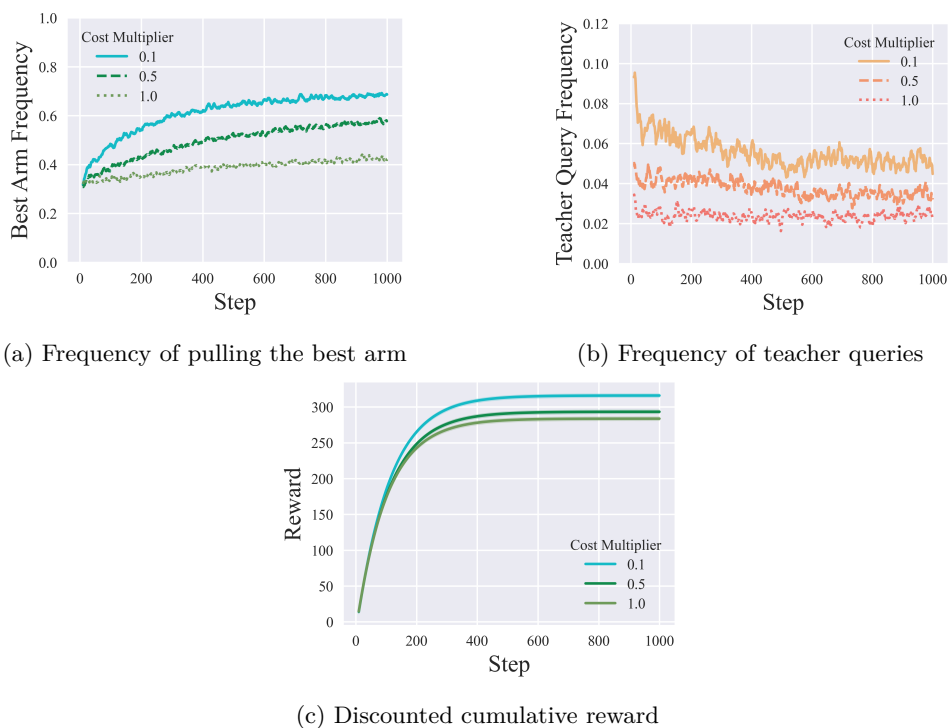 Best Arm Frequency
1.0
0.8
0.6
0.4
0.2
0.0
Cost Multiplier
0.1
0.5
1.0
0 200 400 600 800 1000
Step
(a) Frequency of pulling the best arm
Teacher Query Frequency
0.12
0.10
0.08
0.06
0.04
0.02
0.00
Cost Multiplier
0.1
0.5
1.0
0 200 400 600 800 1000
Step
(b) Frequency of teacher queries
Reward
300
250
200
150
100
50
0
Cost Multiplier
0.1
0.5
1.0
0 200 400 600 800 1000
Step
(c) Discounted cumulative reward